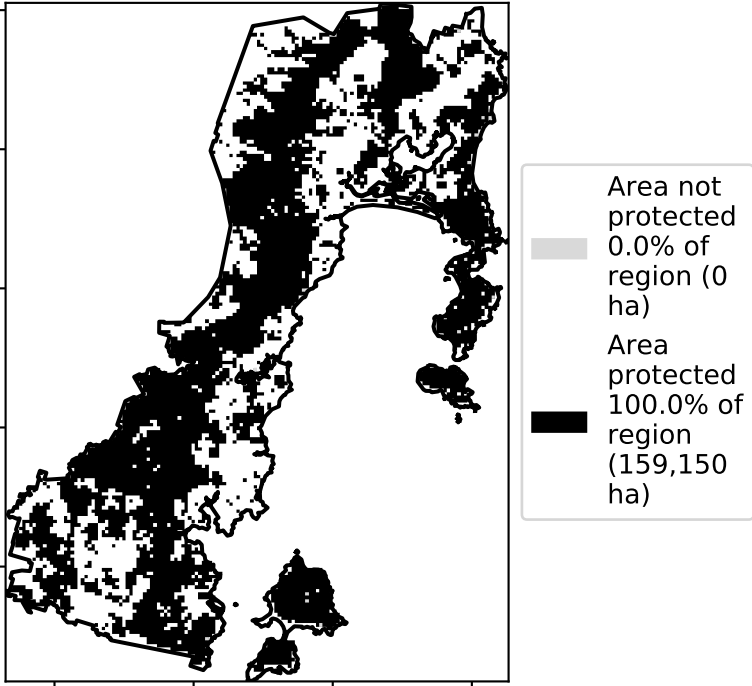 Area not
protected
0.0% of
region (0
ha)
Area
protected
100.0% of
region
(159,150
ha)